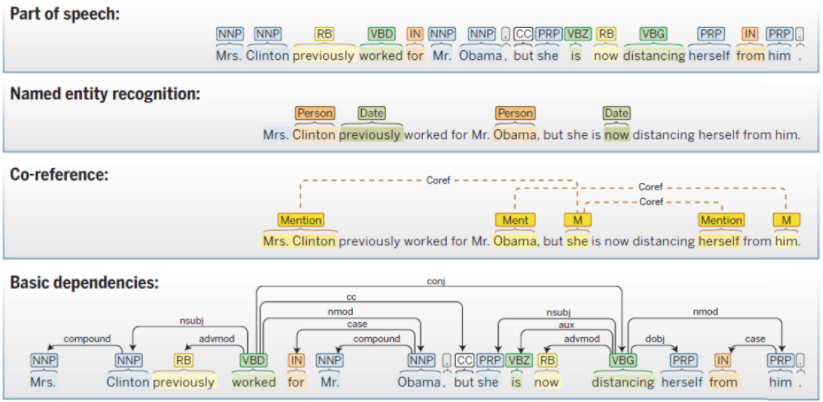 Part of speech:
NNP NNP RB VBD IN NNP NNP , CC PRP VBZ RB VBG PRP IN PRP .
Mrs. Clinton previously worked for Mr. Obama, but she is now distancing herself from him .
Named entity recognition:
Person Date Person Date
Mrs. Clinton previously worked for Mr. Obama, but she is now distancing herself from him.
Co-reference:
Coref
Coref
Coref
Mention Ment M Mention M
Mrs. Clinton previously worked for Mr. Obama, but she is now distancing herself from him.
Basic dependencies:
conj
cc
nmod nsubj nmod
nsubj case aux
compound advmod compound advmod dobj case
NNP NNP RB VBD IN NNP NNP , CC PRP VBZ RB VBG PRP IN PRP .
Mrs. Clinton previously worked for Mr. Obama, but she is now distancing herself from him .